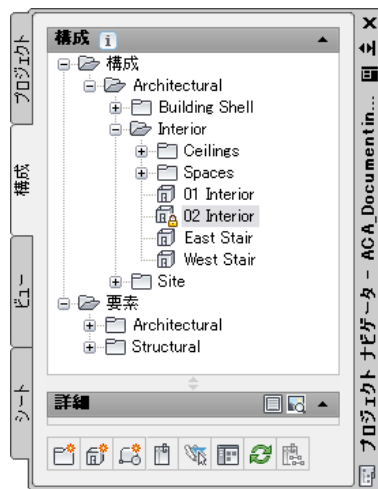 プロジェクト
構成
ビュー
シート
構成
構成
Architectural
Building Shell
Interior
Ceilings
Spaces
01 Interior
02 Interior
East Stair
West Stair
Site
要素
Architectural
Structural
詳細
プロジェクト ナビゲータ - ACA_Documentin...